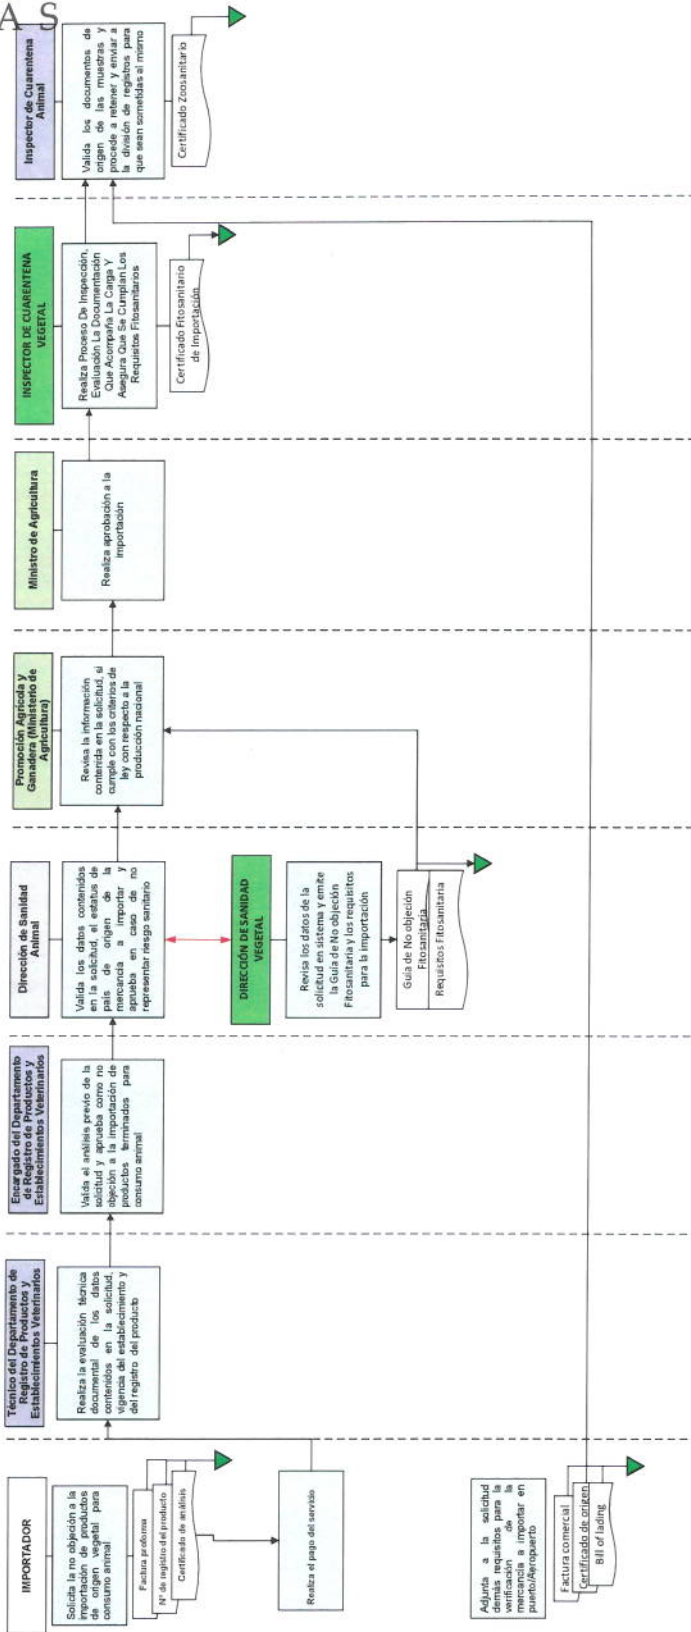 A S
IMPORTADOR
Solicita la no objeción a la
importación de productos
de origen vegetal para
consumo animal
Factura proforma
N° de registro del producto
Certificado de análisis
Realiza el pago del servicio
Adjunta a la solicitud
demás requisitos para la
verificación de la
mercancía a importar en
puerto/Aeropuerto
Factura comercial
Certificado de origen
Bill of lading
Técnico del Departamento de
Registro de Productos y
Establecimientos Veterinarios
Realiza la evaluación técnica
documental de los datos
contenidos en la solicitud,
vigencia del establecimiento y
del registro del producto
Encargado del Departamento
de Registro de Productos y
Establecimientos Veterinarios
Valida el análisis previo de la
solicitud y aprueba como no
objeción a la importación de
productos terminados para
consumo animal
Dirección de Sanidad
Animal
Valida los datos contenidos
en la solicitud, el estatus de
país de origen de la
mercancía a importar y
aprueba en caso de no
representar riesgo sanitario
DIRECCIÓN DE SANIDAD
VEGETAL
Revisa los datos de la
solicitud en sistema y emite
la Guía de No objeción
Fitosanitaria y los requisitos
para la importación
Guía de No objeción
Fitosanitaria
Requisitos Fitosanitaria
Promoción Agrícola y
Ganadera (Ministerio de
Agricultura)
Revisa la información
contenida en la solicitud, si
cumple con los criterios de
ley con respecto a la
producción nacional
Ministro de Agricultura
Realiza aprobación a la
importación
INSPECTOR DE CUARENTENA
VEGETAL
Realiza Proceso De Inspección.
Evaluación La Documentación
Que Acompaña La Carga Y
Asegura Que Se Cumplan Los
Requisitos Fitosanitarios
Certificado Fitosanitario
de Importación
Inspector de Cuarentena
Animal
Valida los documentos de
origen de las muestras y
procede a retener y enviar a
la división de registros para
que sean sometidas al mismo
Certificado Zoosanitario